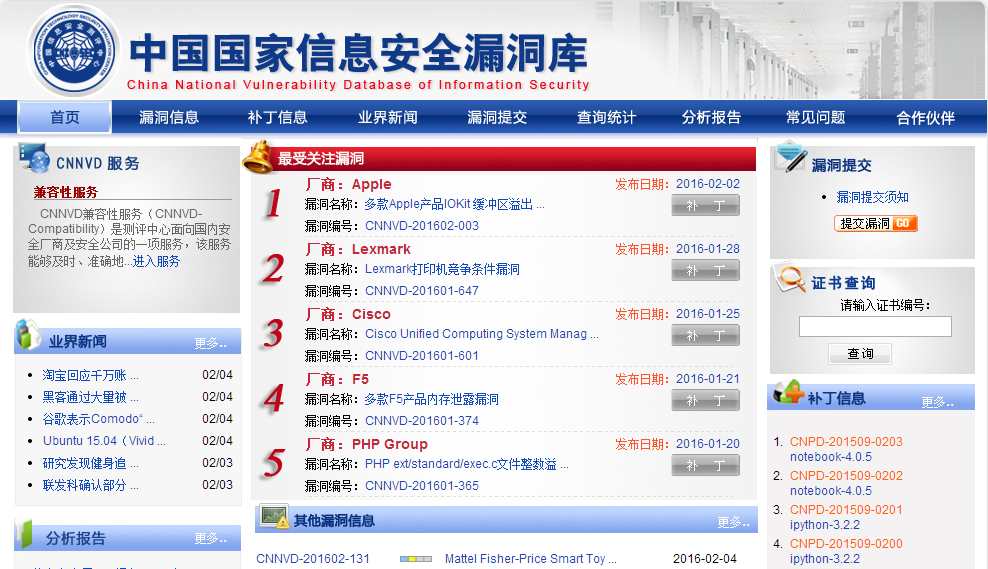 中国国家信息安全漏洞库
China National Vulnerability Database of Information Security
首页 漏洞信息 补丁信息 业界新闻 漏洞提交 查询统计 分析报告 常见问题 合作伙伴
CNNVD 服务
兼容性服务
CNNVD兼容性服务（CNNVD-
Compatibility）是测评中心面向国内安
全厂商及安全公司的一项服务，该服务
能够及时、准确地...进入服务
业界新闻 更多..
淘宝回应千万账 ... 02/04
黑客通过大量被 ... 02/04
谷歌表示Comodo“ ... 02/04
Ubuntu 15.04（Vivid ... 02/04
研究发现健身追 ... 02/03
联发科确认部分 ... 02/03
分析报告 更多..
最受关注漏洞
1 厂商：Apple 发布日期：2016-02-02
漏洞名称：多款Apple产品IOKit 缓冲区溢出 ... 补 丁
漏洞编号：CNNVD-201602-003
2 厂商：Lexmark 发布日期：2016-01-28
漏洞名称：Lexmark打印机竞争条件漏洞 补 丁
漏洞编号：CNNVD-201601-647
3 厂商：Cisco 发布日期：2016-01-25
漏洞名称：Cisco Unified Computing System Manag ... 补 丁
漏洞编号：CNNVD-201601-601
4 厂商：F5 发布日期：2016-01-21
漏洞名称：多款F5产品内存泄露漏洞 补 丁
漏洞编号：CNNVD-201601-374
5 厂商：PHP Group 发布日期：2016-01-20
漏洞名称：PHP ext/standard/exec.c文件整数溢 ... 补 丁
漏洞编号：CNNVD-201601-365
其他漏洞信息 更多..
CNNVD-201602-131 Mattel Fisher-Price Smart Toy ... 2016-02-04
漏洞提交
漏洞提交须知
提交漏洞 GO
证书查询
请输入证书编号：
查 询
补丁信息 更多..
1. CNPD-201509-0203
notebook-4.0.5
2. CNPD-201509-0202
notebook-4.0.5
3. CNPD-201509-0201
ipython-3.2.2
4. CNPD-201509-0200
ipython-3.2.2